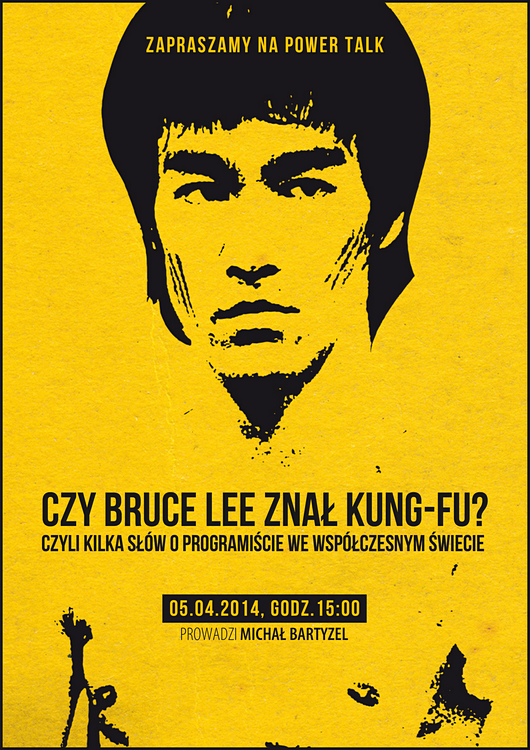 ZAPRASZAMY NA POWER TALK
CZY BRUCE LEE ZNAŁ KUNG-FU?
CZYLI KILKA SŁÓW O PROGRAMIŚCIE WE WSPÓŁCZESNYM ŚWIECIE
05.04.2014, GODZ. 15:00
PROWADZI MICHAŁ BARTYZEL